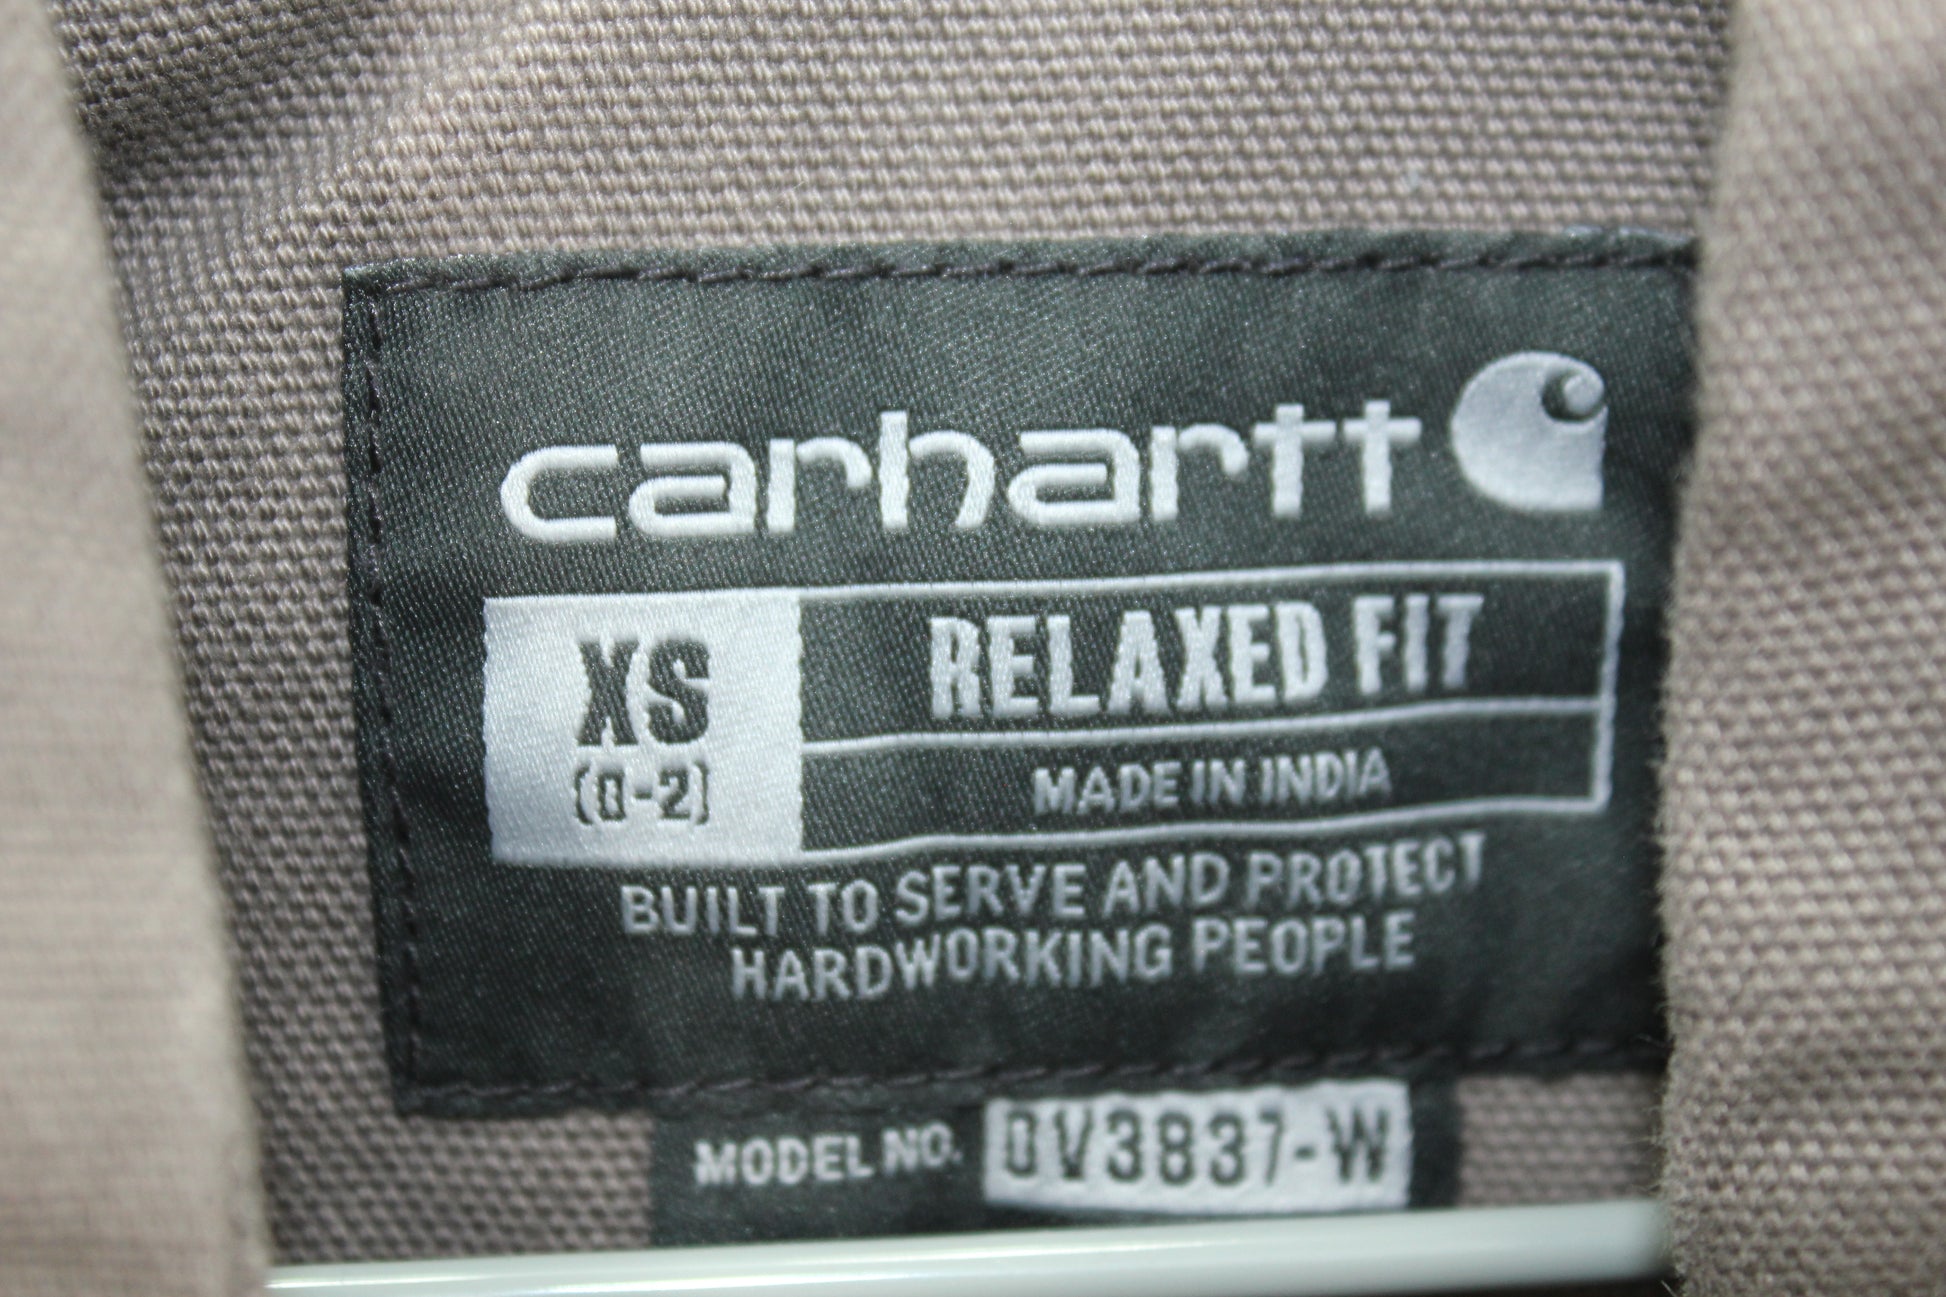 carhartt
XS
(0-2)
RELAXED FIT
MADE IN INDIA
BUILT TO SERVE AND PROTECT
HARDWORKING PEOPLE
MODEL NO. OV3837-W